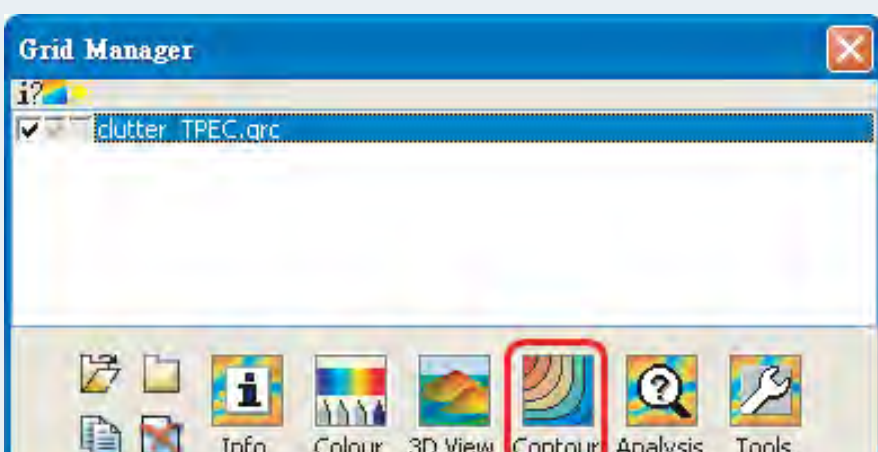 Grid Manager
i?
clutter_TPEC.grc
Info Colour 3D View Contour Analysis Tools